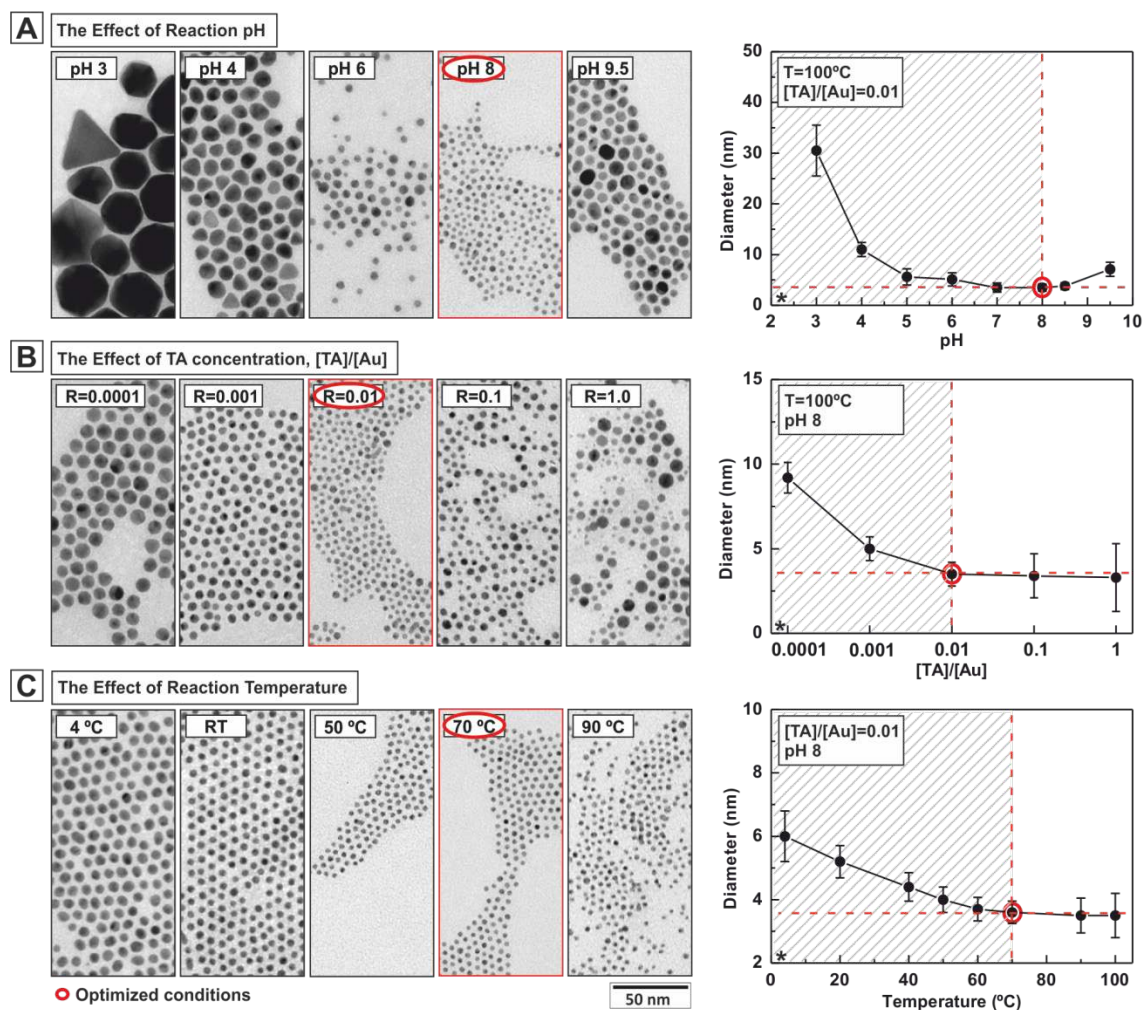 A The Effect of Reaction pH
pH 3 pH 4 pH 6 pH 8 pH 9.5
50
40
30
20
10
0
Diameter (nm)
T=100ºC
[TA]/[Au]=0.01
*
2 3 4 5 6 7 8 9 10
pH
B The Effect of TA concentration, [TA]/[Au]
R=0.0001 R=0.001 R=0.01 R=0.1 R=1.0
15
10
5
0
Diameter (nm)
T=100ºC
pH 8
*
0.0001 0.001 0.01 0.1 1
[TA]/[Au]
C The Effect of Reaction Temperature
4 ºC RT 50 ºC 70 ºC 90 ºC
10
8
6
4
2
Diameter (nm)
[TA]/[Au]=0.01
pH 8
*
0 20 40 60 80 100
Temperature (ºC)
Optimized conditions
50 nm